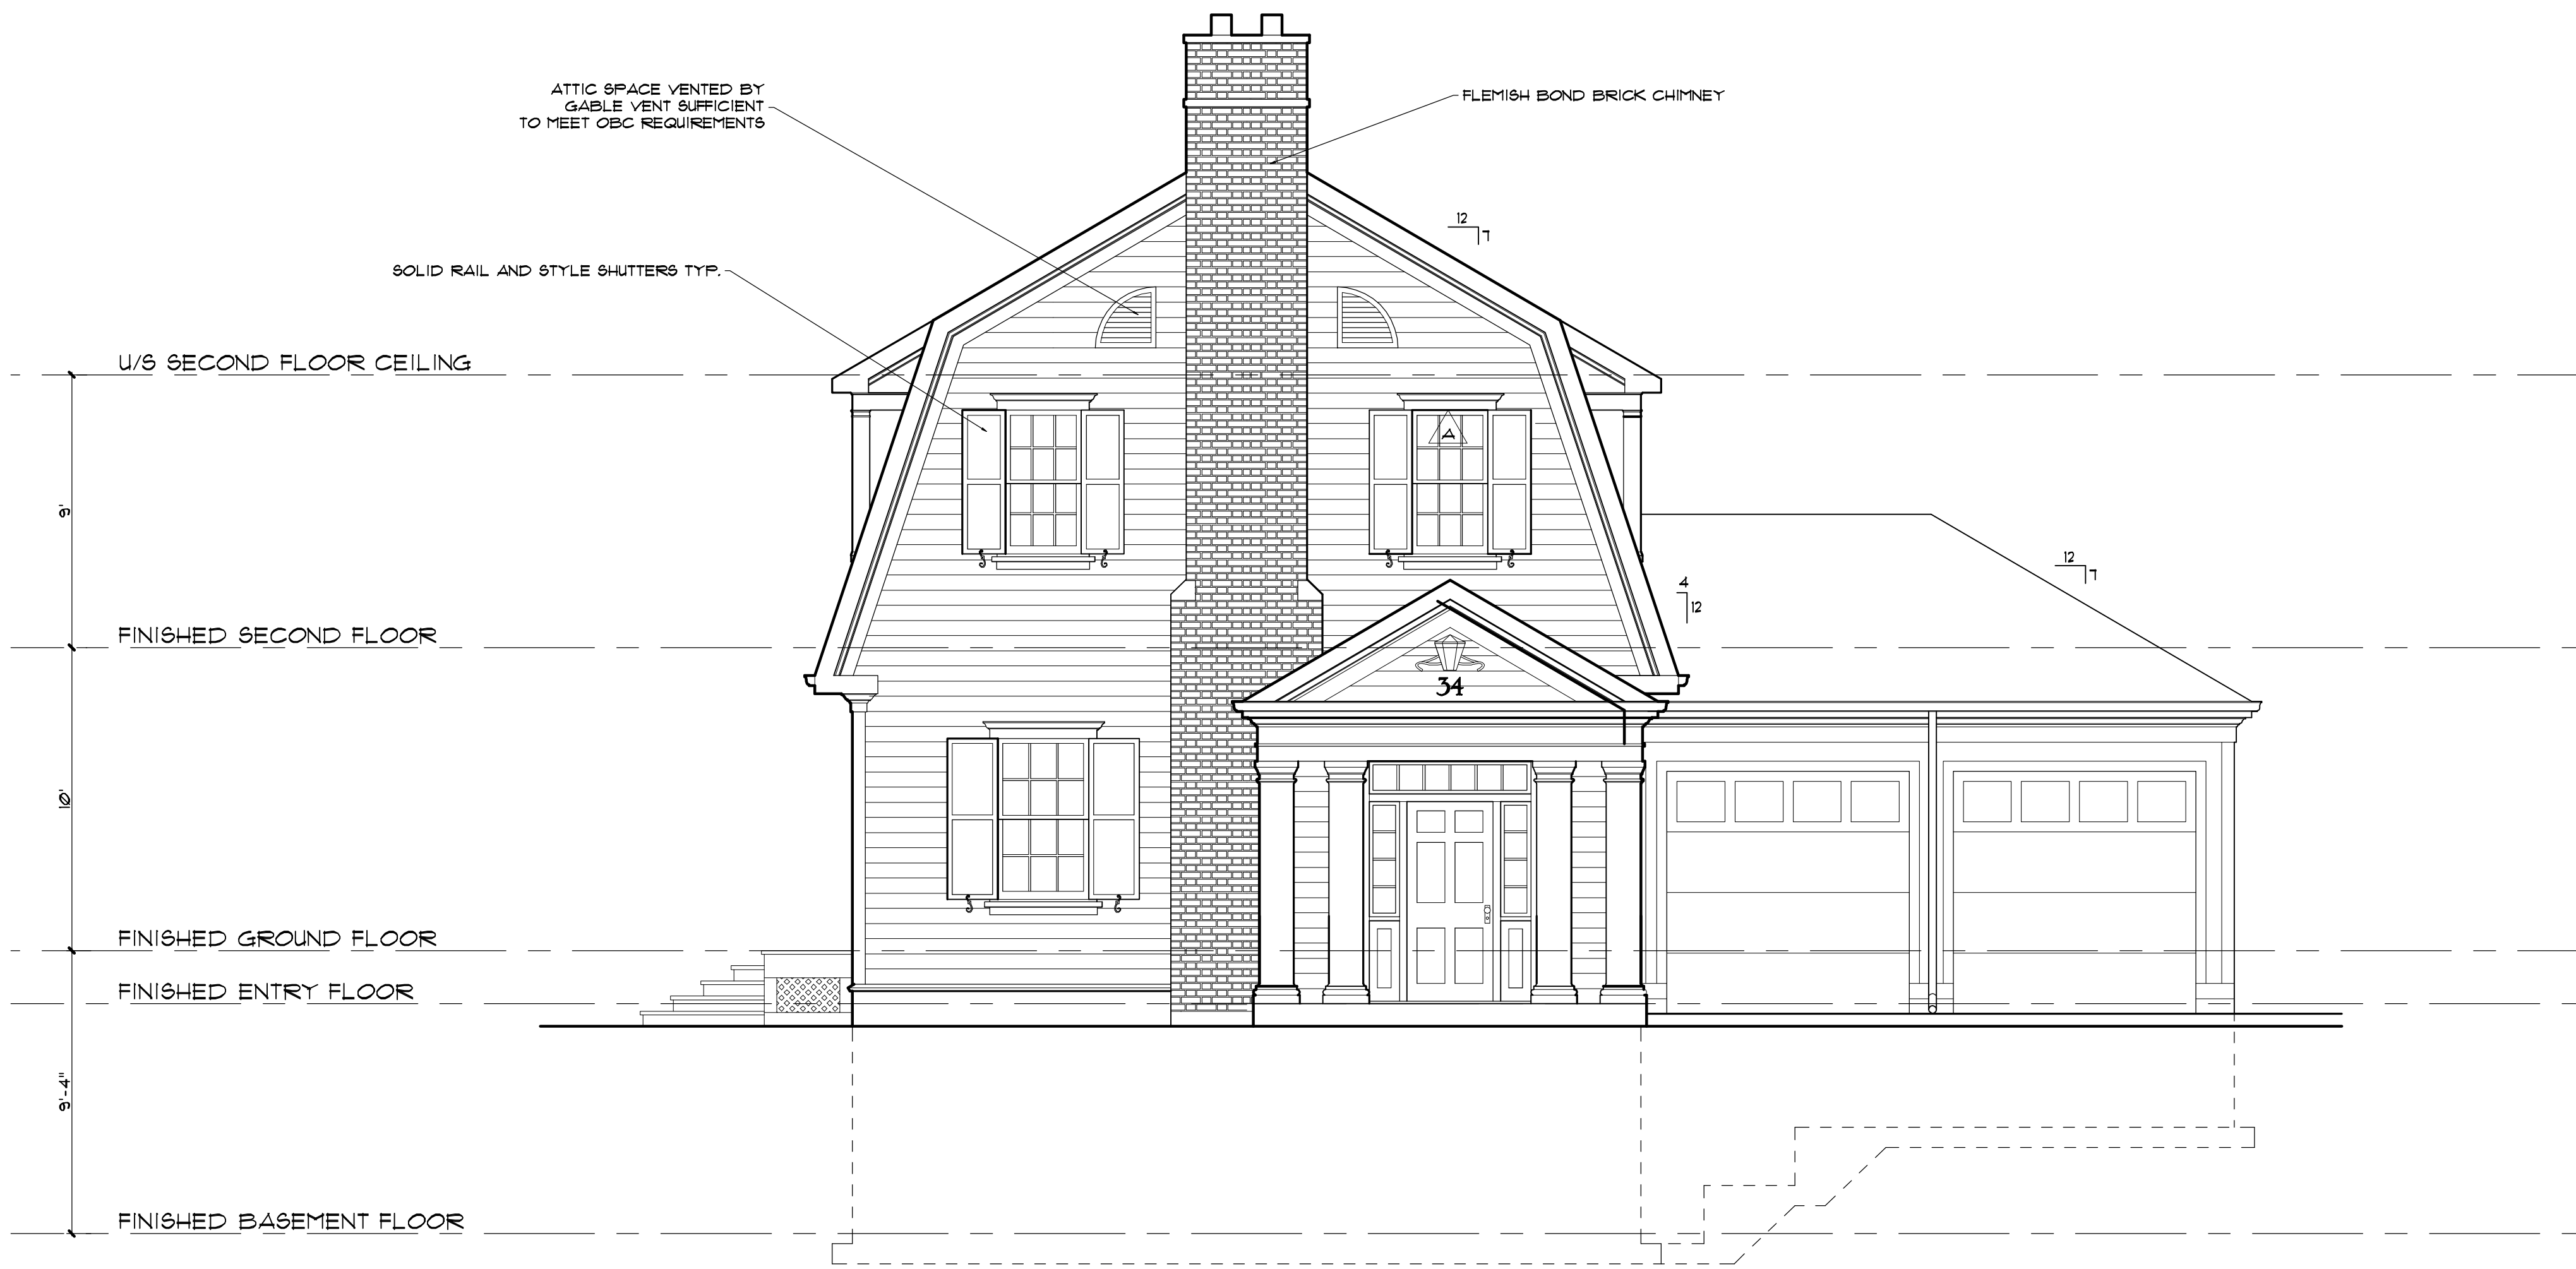 ATTIC SPACE VENTED BY
GABLE VENT SUFFICIENT
TO MEET OBC REQUIREMENTS
FLEMISH BOND BRICK CHIMNEY
12
7
SOLID RAIL AND STYLE SHUTTERS TYP.
U/S SECOND FLOOR CEILING
A
9'
12
7
4
12
FINISHED SECOND FLOOR
34
10'
FINISHED GROUND FLOOR
FINISHED ENTRY FLOOR
9'-4"
FINISHED BASEMENT FLOOR